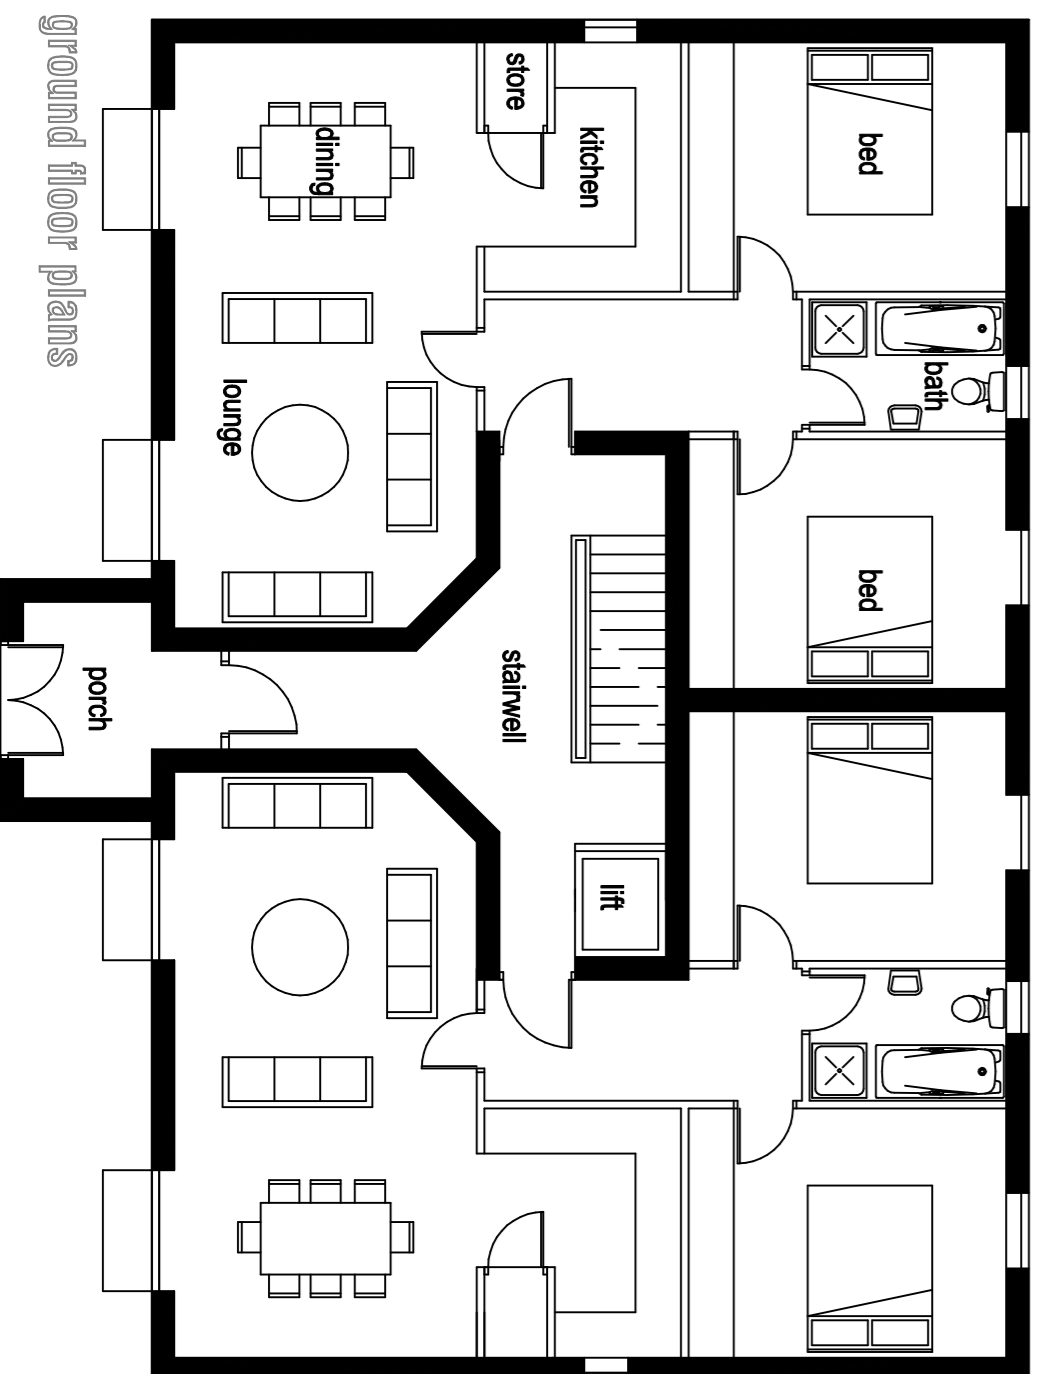 bed
bath
bed
store
kitchen
lift
stairwell
dining
lounge
porch
ground floor plans